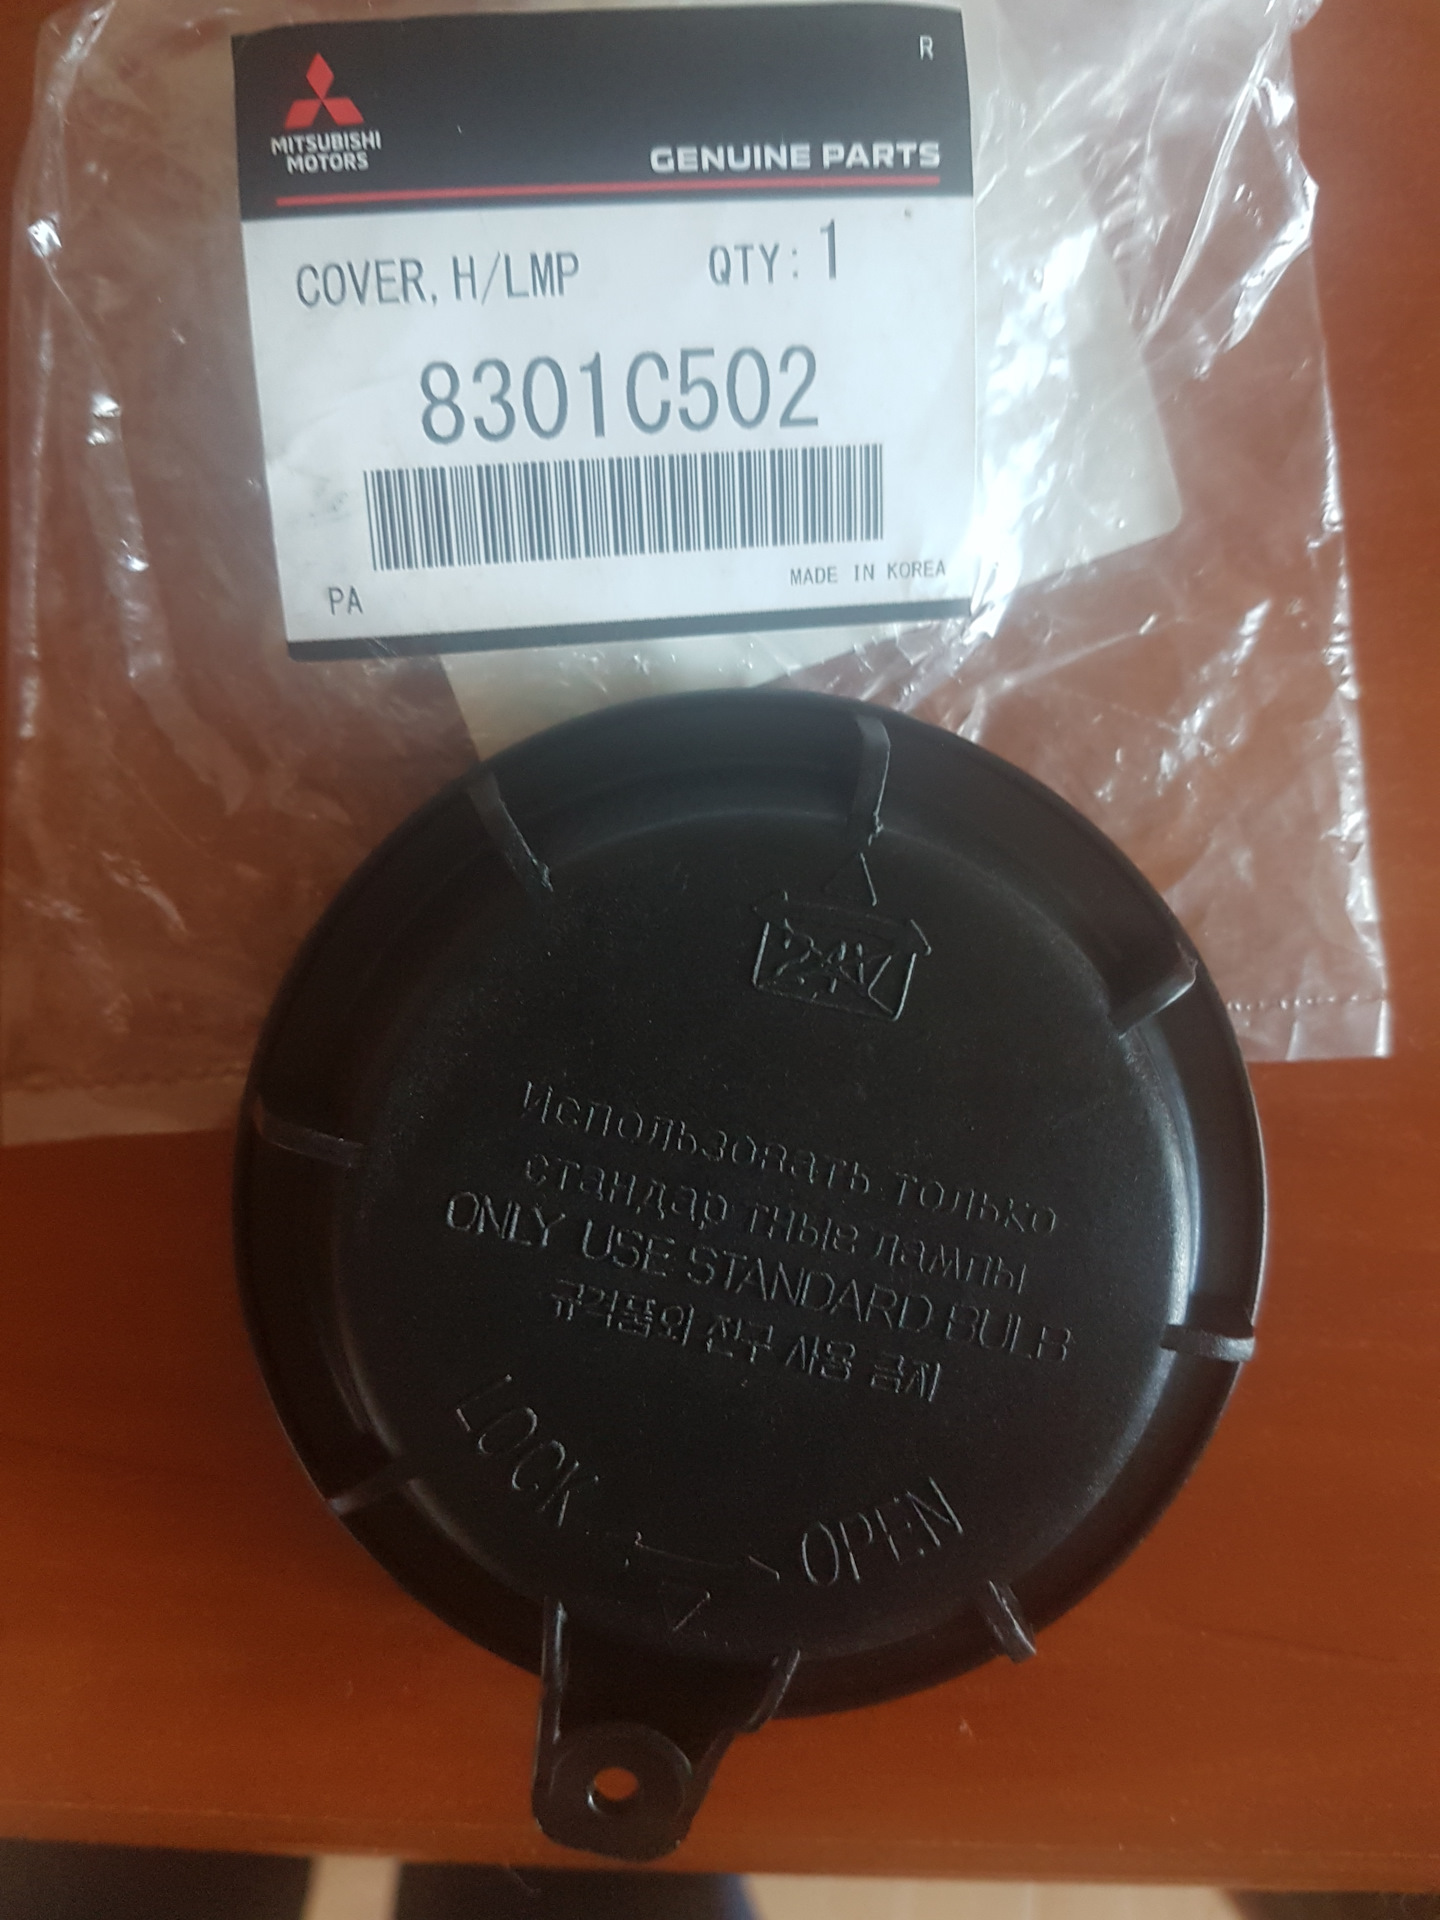 R
MITSUBISHI
MOTORS
GENUINE PARTS
COVER, H/LMP QTY: 1
8301C502
PA
MADE IN KOREA
24V
Использовать только
стандартные лампы
ONLY USE STANDARD BULB
규격품외 전구 사용 금지
LOCK
OPEN